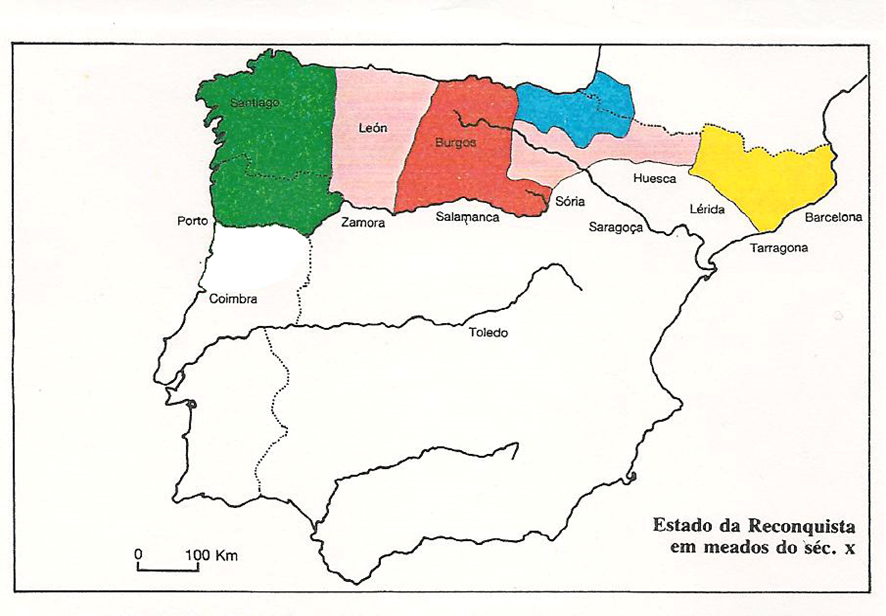 Santiago
León
Burgos
Huesca
Sória
Lérida
Barcelona
Porto
Zamora
Salamanca
Saragoça
Tarragona
Coimbra
Toledo
Estado da Reconquista
em meados do séc. x
0 100 Km